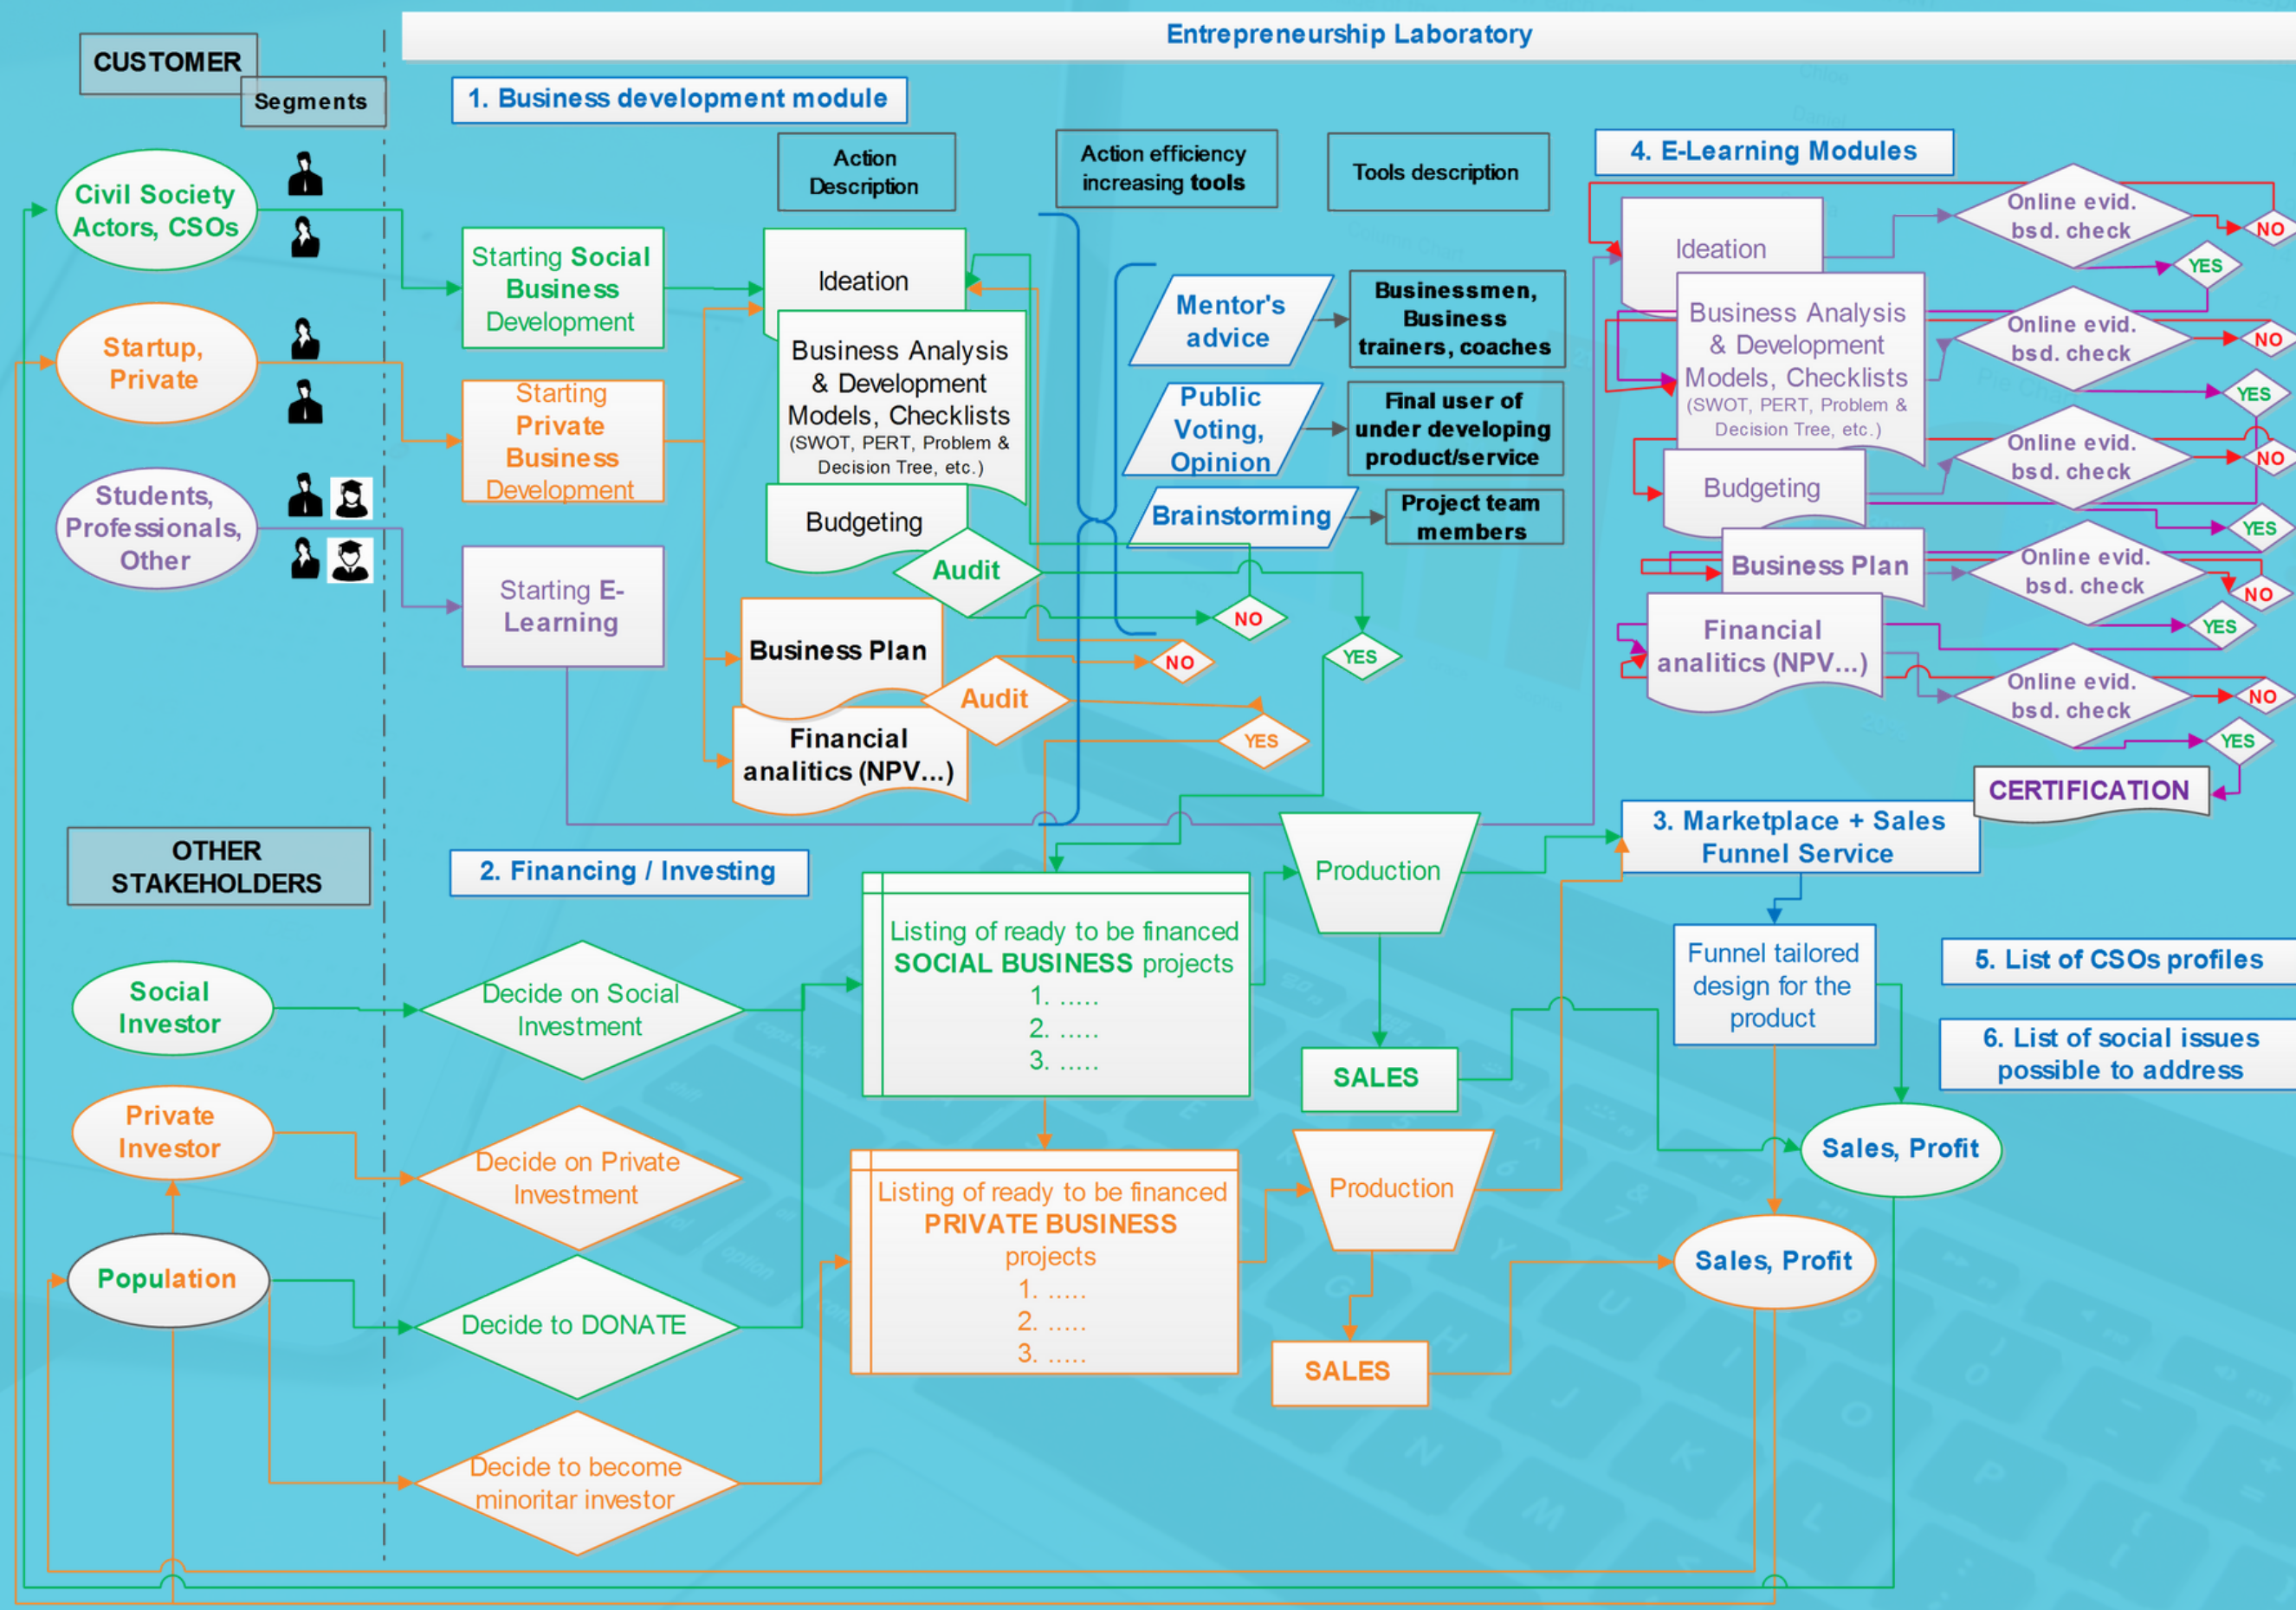 Entrepreneurship Laboratory
CUSTOMER
Segments
1. Business development module
Action
Description
Action efficiency
increasing tools
Tools description
4. E-Learning Modules
Civil Society
Actors, CSOs
Startup,
Private
Students,
Professionals,
Other
Starting Social
Business
Development
Starting
Private
Business
Development
Starting E-
Learning
Ideation
Business Analysis
& Development
Models, Checklists
(SWOT, PERT, Problem &
Decision Tree, etc.)
Budgeting
Audit
NO
YES
Business Plan
Audit
NO
YES
Financial
analitics (NPV...)
Mentor's
advice
Businessmen,
Business
trainers, coaches
Public
Voting,
Opinion
Final user of
under developing
product/service
Brainstorming
Project team
members
Ideation
Online evid.
bsd. check
NO
YES
Business Analysis
& Development
Models, Checklists
(SWOT, PERT, Problem &
Decision Tree, etc.)
Online evid.
bsd. check
NO
YES
Budgeting
Online evid.
bsd. check
NO
YES
Business Plan
Online evid.
bsd. check
NO
YES
Financial
analitics (NPV...)
Online evid.
bsd. check
NO
YES
CERTIFICATION
OTHER
STAKEHOLDERS
2. Financing / Investing
3. Marketplace + Sales
Funnel Service
Social
Investor
Private
Investor
Population
Decide on Social
Investment
Decide on Private
Investment
Decide to DONATE
Decide to become
minoritar investor
Listing of ready to be financed
SOCIAL BUSINESS projects
1. .....
2. .....
3. .....
Listing of ready to be financed
PRIVATE BUSINESS
projects
1. .....
2. .....
3. .....
Production
SALES
Production
SALES
Funnel tailored
design for the
product
5. List of CSOs profiles
6. List of social issues
possible to address
Sales, Profit
Sales, Profit